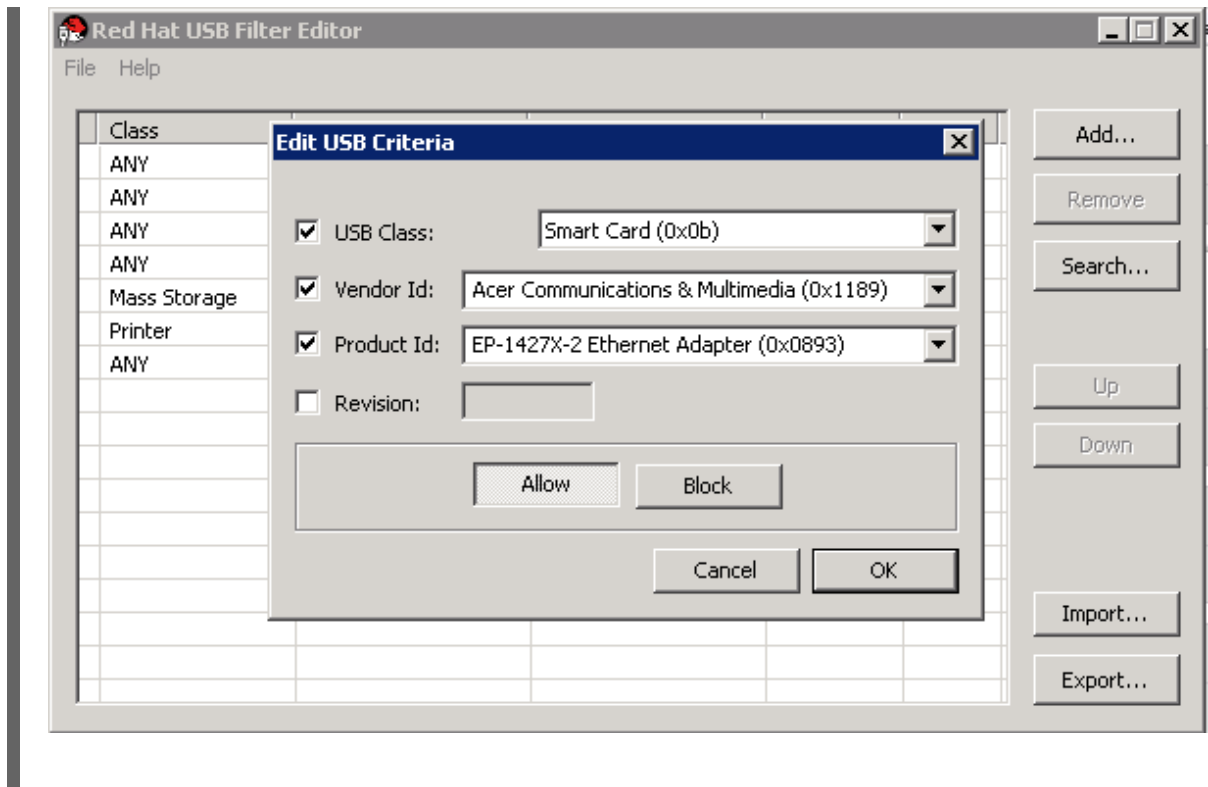 Red Hat USB Filter Editor
File Help
Class
ANY
ANY
ANY
ANY
Mass Storage
Printer
ANY
Edit USB Criteria
USB Class: Smart Card (0x0b)
Vendor Id: Acer Communications & Multimedia (0x1189)
Product Id: EP-1427X-2 Ethernet Adapter (0x0893)
Revision:
Allow Block
Cancel OK
Add...
Remove
Search...
Up
Down
Import...
Export...